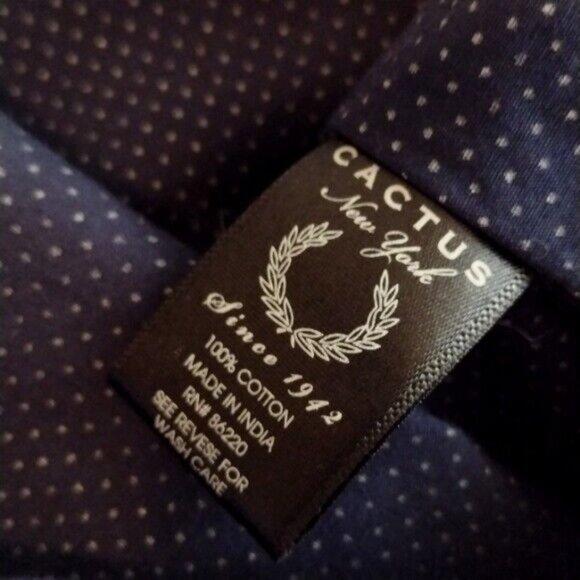 CACTUS
New York
Since 1942
100% COTTON
MADE IN INDIA
RN# 86220
SEE REVESE FOR
WASH CARE